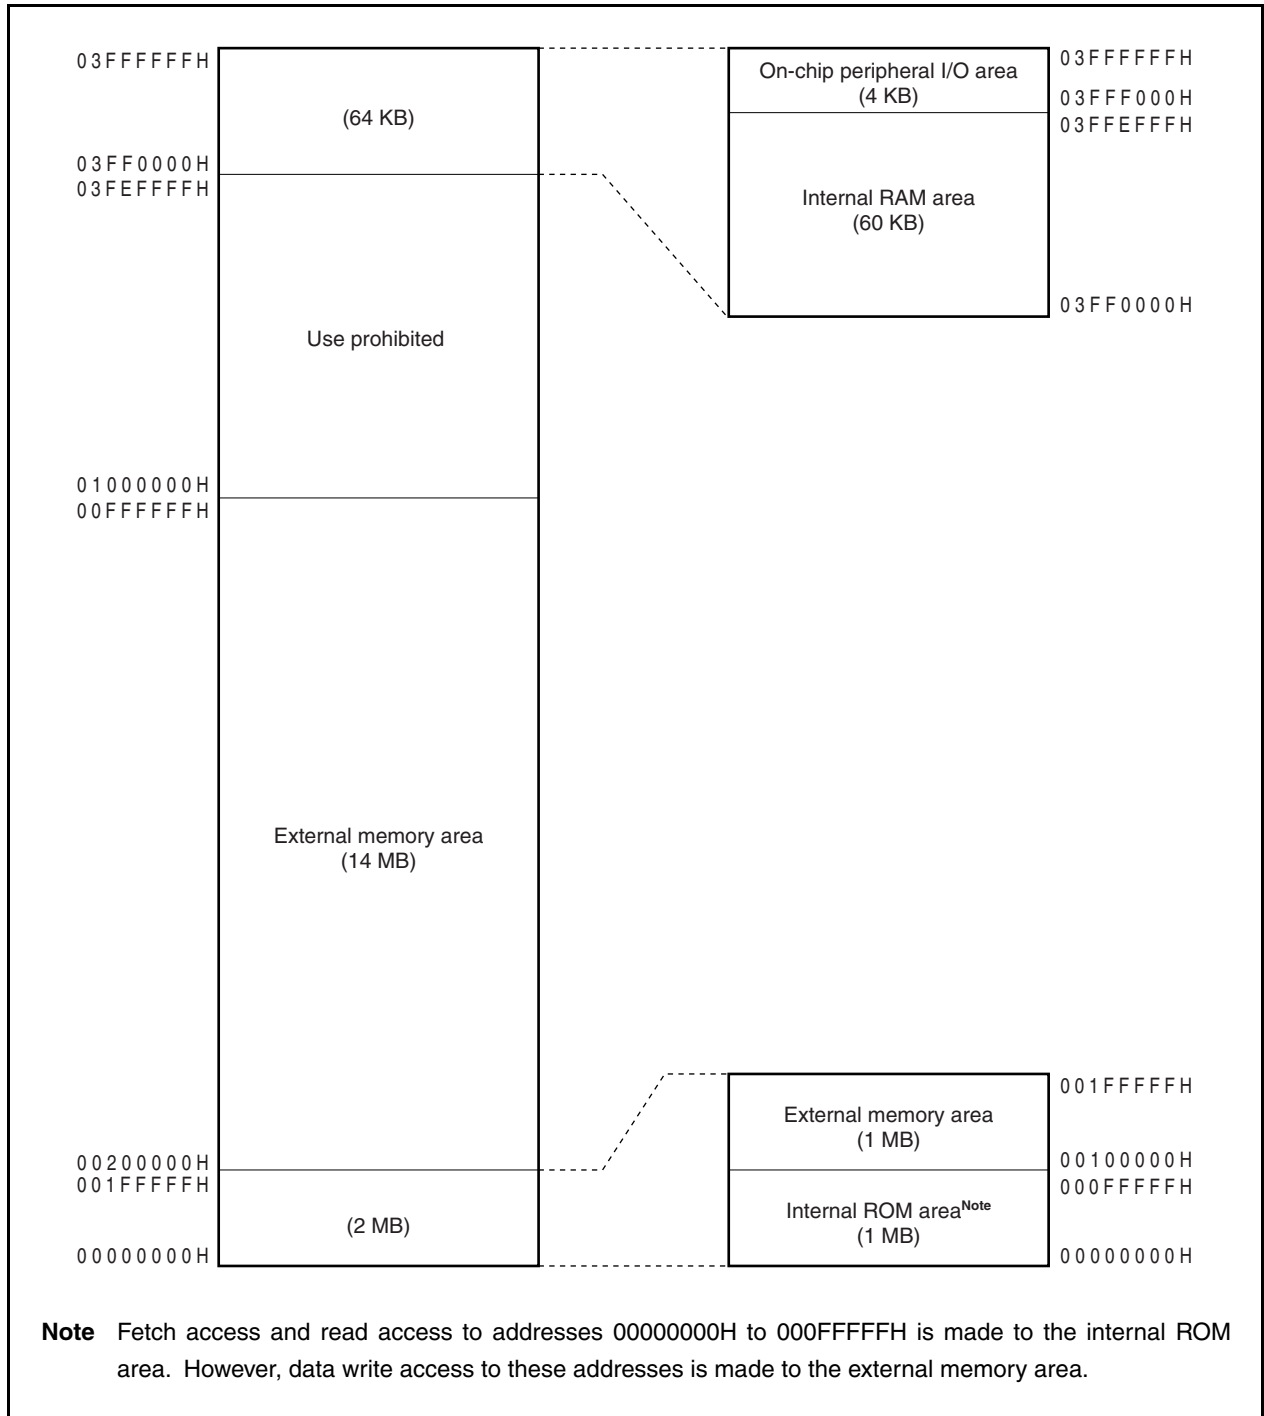 03FFFFFFH
(64 KB)
03FF0000H
03FEFFFFH
Use prohibited
01000000H
00FFFFFFH
External memory area
(14 MB)
00200000H
001FFFFFH
(2 MB)
00000000H
On-chip peripheral I/O area
(4 KB)
03FFFFFFH
03FFF000H
03FFEFFFH
Internal RAM area
(60 KB)
03FF0000H
001FFFFFH
External memory area
(1 MB)
00100000H
000FFFFFH
Internal ROM areaNote
(1 MB)
00000000H
Note Fetch access and read access to addresses 00000000H to 000FFFFFH is made to the internal ROM
area. However, data write access to these addresses is made to the external memory area.